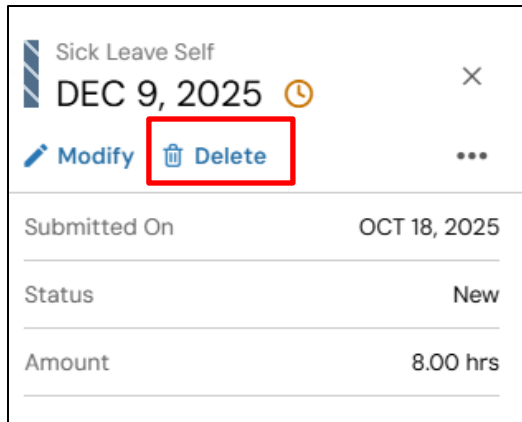 Sick Leave Self
DEC 9, 2025
Modify Delete
Submitted On OCT 18, 2025
Status New
Amount 8.00 hrs